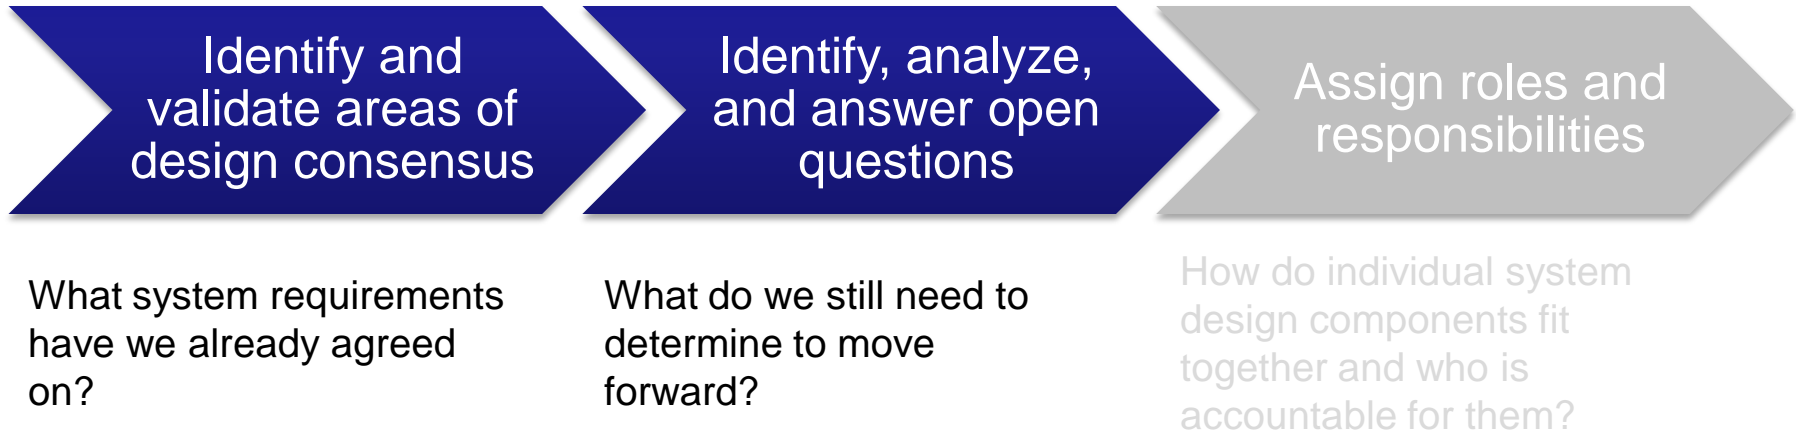 Identify and
validate areas of
design consensus
Identify, analyze,
and answer open
questions
Assign roles and
responsibilities
What system requirements
have we already agreed
on?
What do we still need to
determine to move
forward?
How do individual system
design components fit
together and who is
accountable for them?